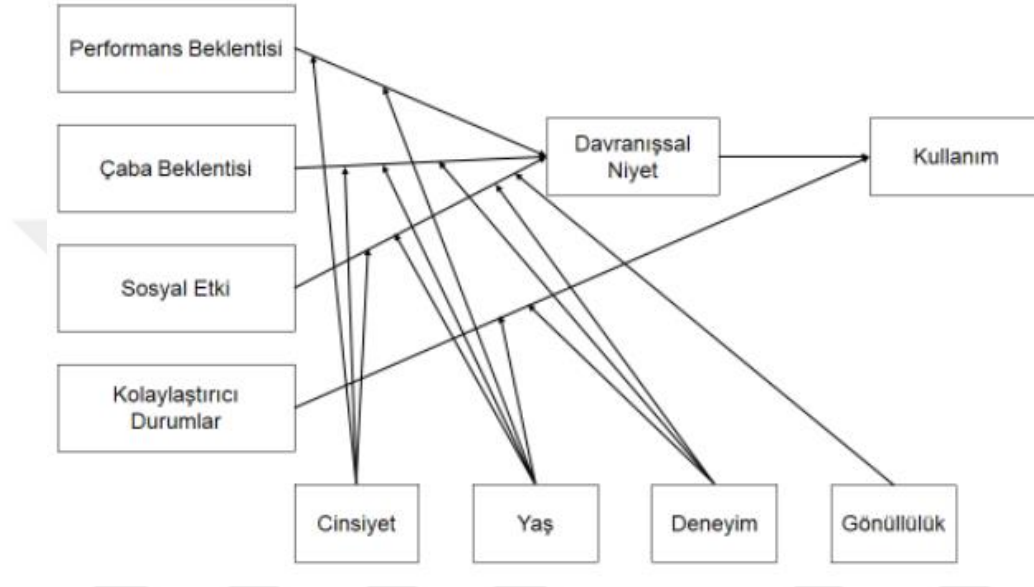 Performans Beklentisi
Çaba Beklentisi
Sosyal Etki
Kolaylaştırıcı
Durumlar
Davranışsal
Niyet
Kullanım
Cinsiyet
Yaş
Deneyim
Gönüllülük